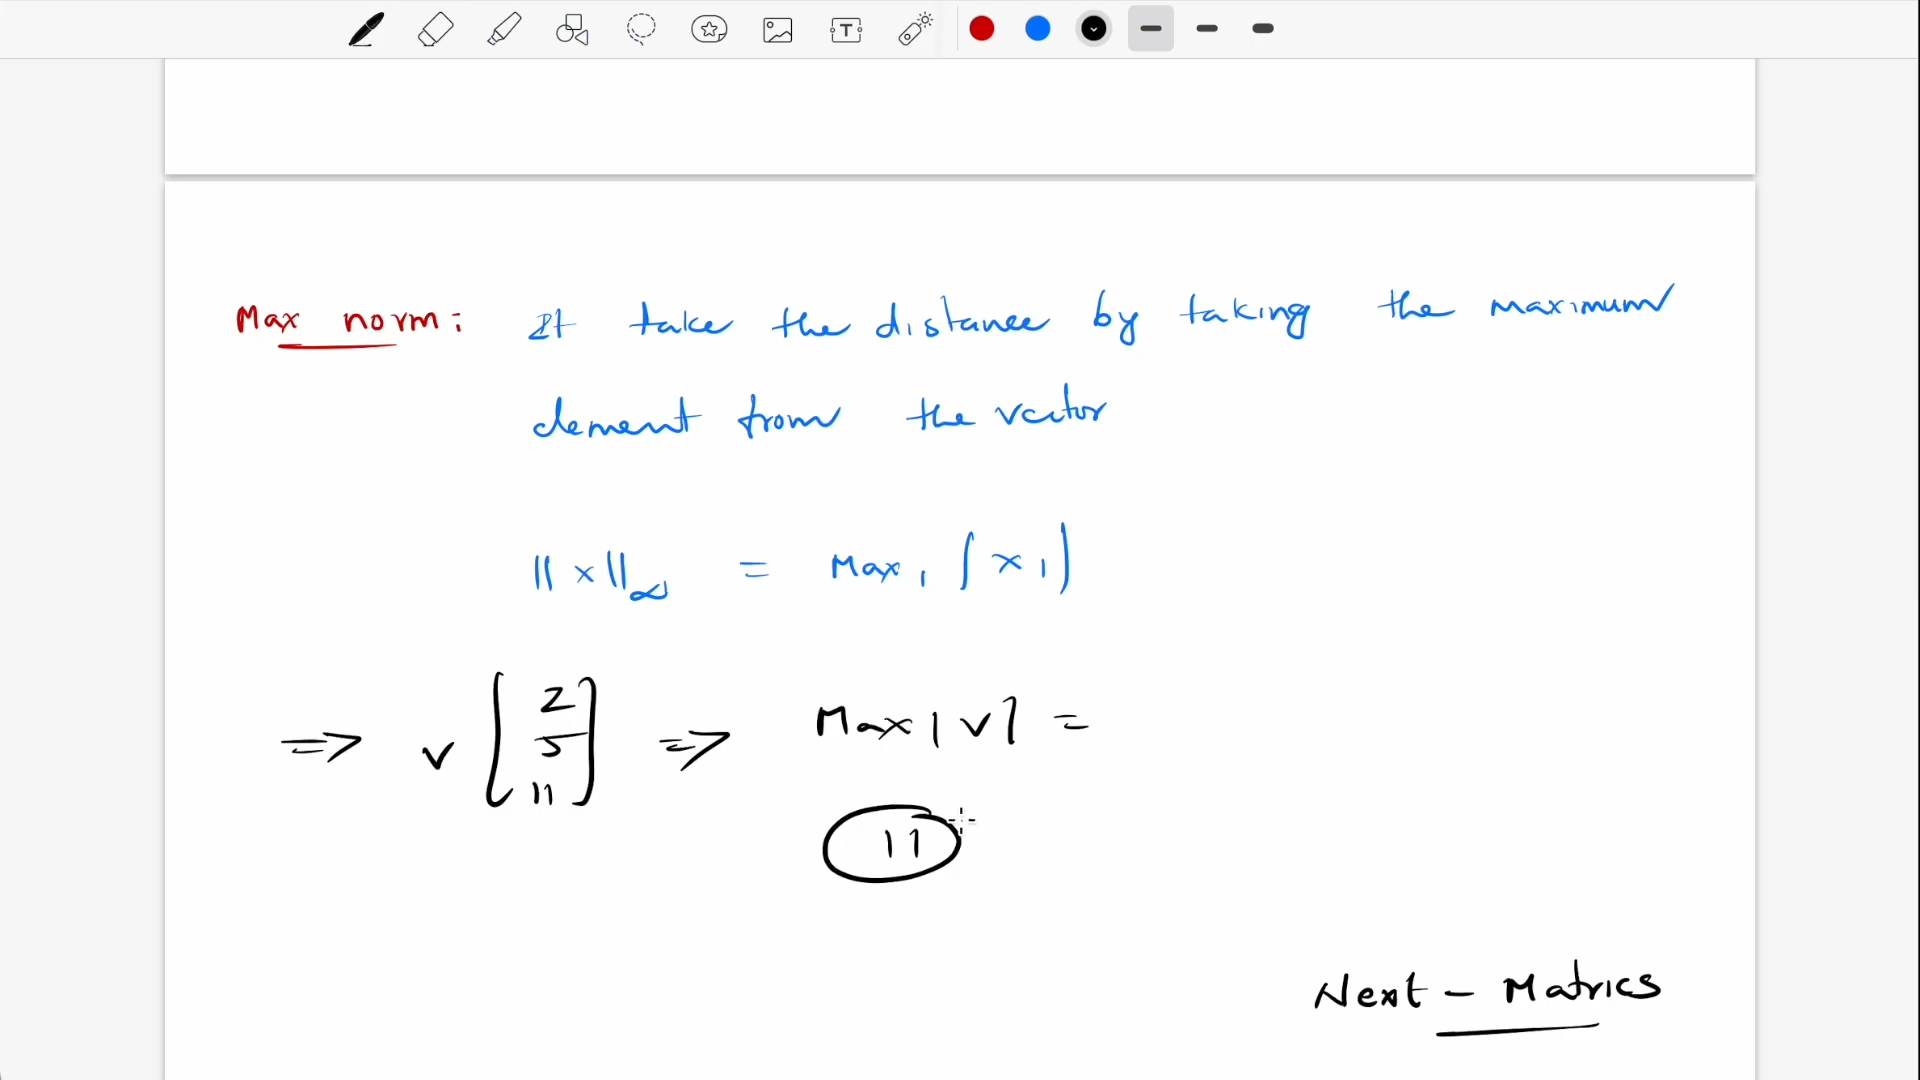 Max norm: It take the distance by taking the maximum
element from the vector
||x||∞ = Max, |x1|
=> v [2 5 11] => Max |v| =
11
Next - Matrics